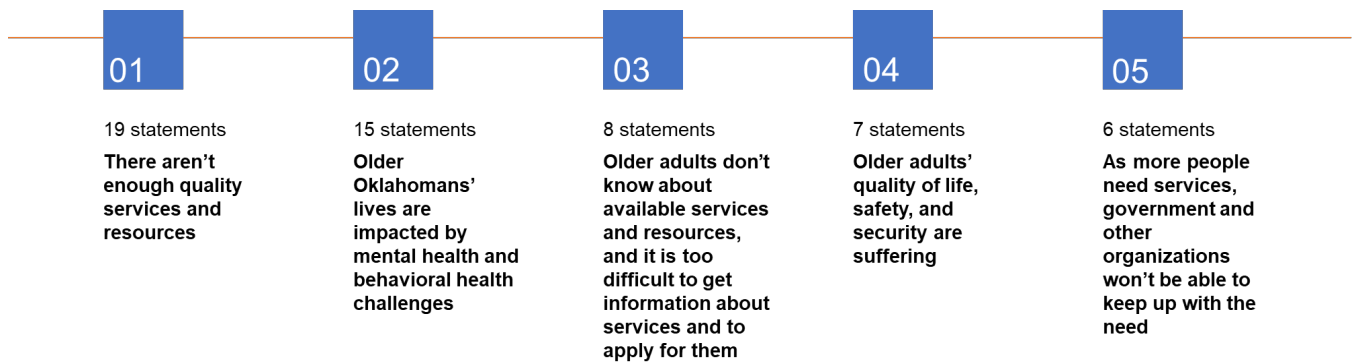 01
19 statements
There aren't
enough quality
services and
resources
02
15 statements
Older
Oklahomans'
lives are
impacted by
mental health and
behavioral health
challenges
03
8 statements
Older adults don't
know about
available services
and resources,
and it is too
difficult to get
information about
services and to
apply for them
04
7 statements
Older adults'
quality of life,
safety, and
security are
suffering
05
6 statements
As more people
need services,
government and
other
organizations
won't be able to
keep up with the
need